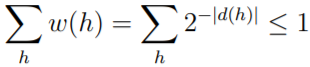 ∑_h w(h) = ∑_h 2^{-|d(h)|} ≤ 1